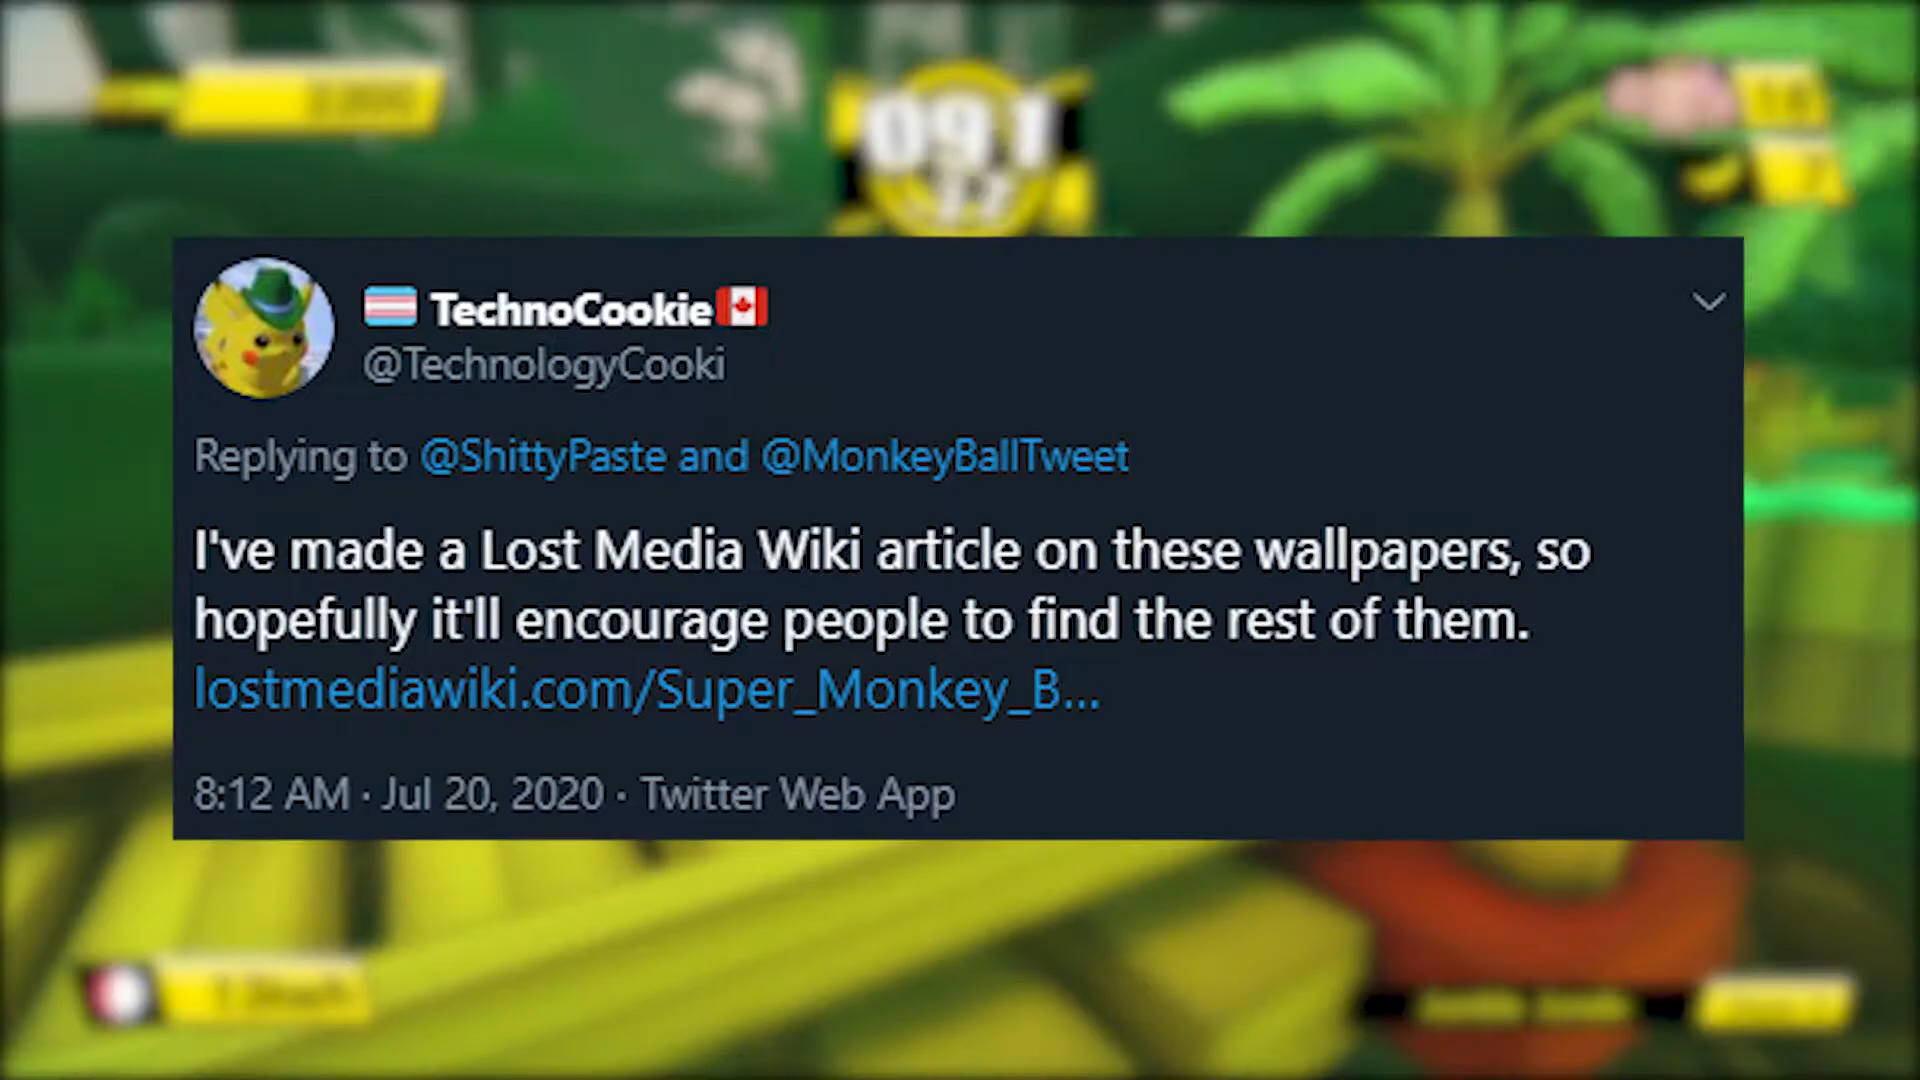 091
77
TechnoCookie
@TechnologyCooki
Replying to @ShittyPaste and @MonkeyBallTweet
I've made a Lost Media Wiki article on these wallpapers, so
hopefully it'll encourage people to find the rest of them.
lostmediawiki.com/Super_Monkey_B...
8:12 AM · Jul 20, 2020 · Twitter Web App